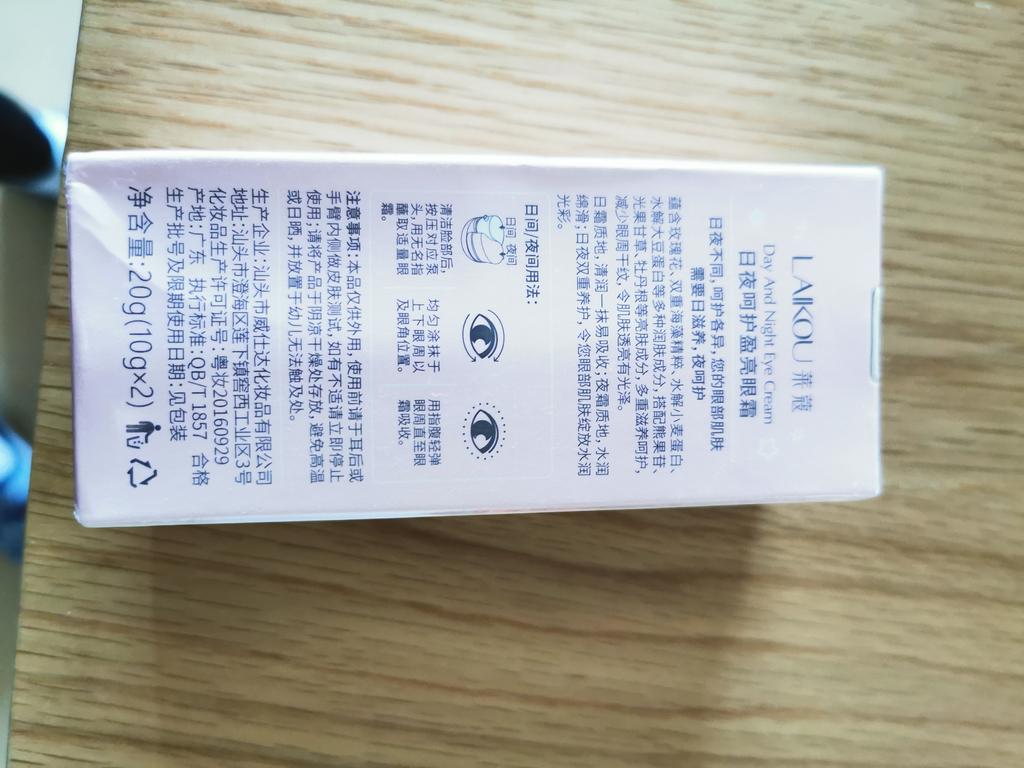 LAIKOU 莱蔻
Day And Night Eye Cream
日夜呵护盈亮眼霜
日夜不同,呵护各异,您的眼部肌肤
需要日滋养,夜呵护
蕴含玫瑰花、双重海藻精粹、水解小麦蛋白、
水解大豆蛋白等多种润肤成分,搭配熊果苷、
光果甘草、牡丹根等亮肤成分,多重滋养呵护,
减少眼周干纹,令肌肤透亮有光泽。
日霜质地,清润一抹易吸收;夜霜质地,水润
绵滑;日夜双重养护,令您眼部肌肤绽放水润
光彩。
日间/夜间用法:
日间 夜间
清洁脸部后,
按压对应泵
头,用无名指
蘸取适量眼
霜。
均匀涂抹于
上下眼周以
及眼角位置。
用指腹轻弹
眼周直至眼
霜吸收。
注意事项:本品仅供外用,使用前请于耳后或
手臂内侧做皮肤测试,如有不适请立即停止
使用;请将产品于阴凉干燥处存放,避免高温
或日晒,并放置于幼儿无法触及处。
生产企业:汕头市威仕达化妆品有限公司
地址:汕头市澄海区莲下镇窖西工业区3号
化妆品生产许可证号:粤妆20160929
产地:广东 执行标准:QB/T 1857 合格
生产批号及限期使用日期:见包装
净含量:20g(10g×2)